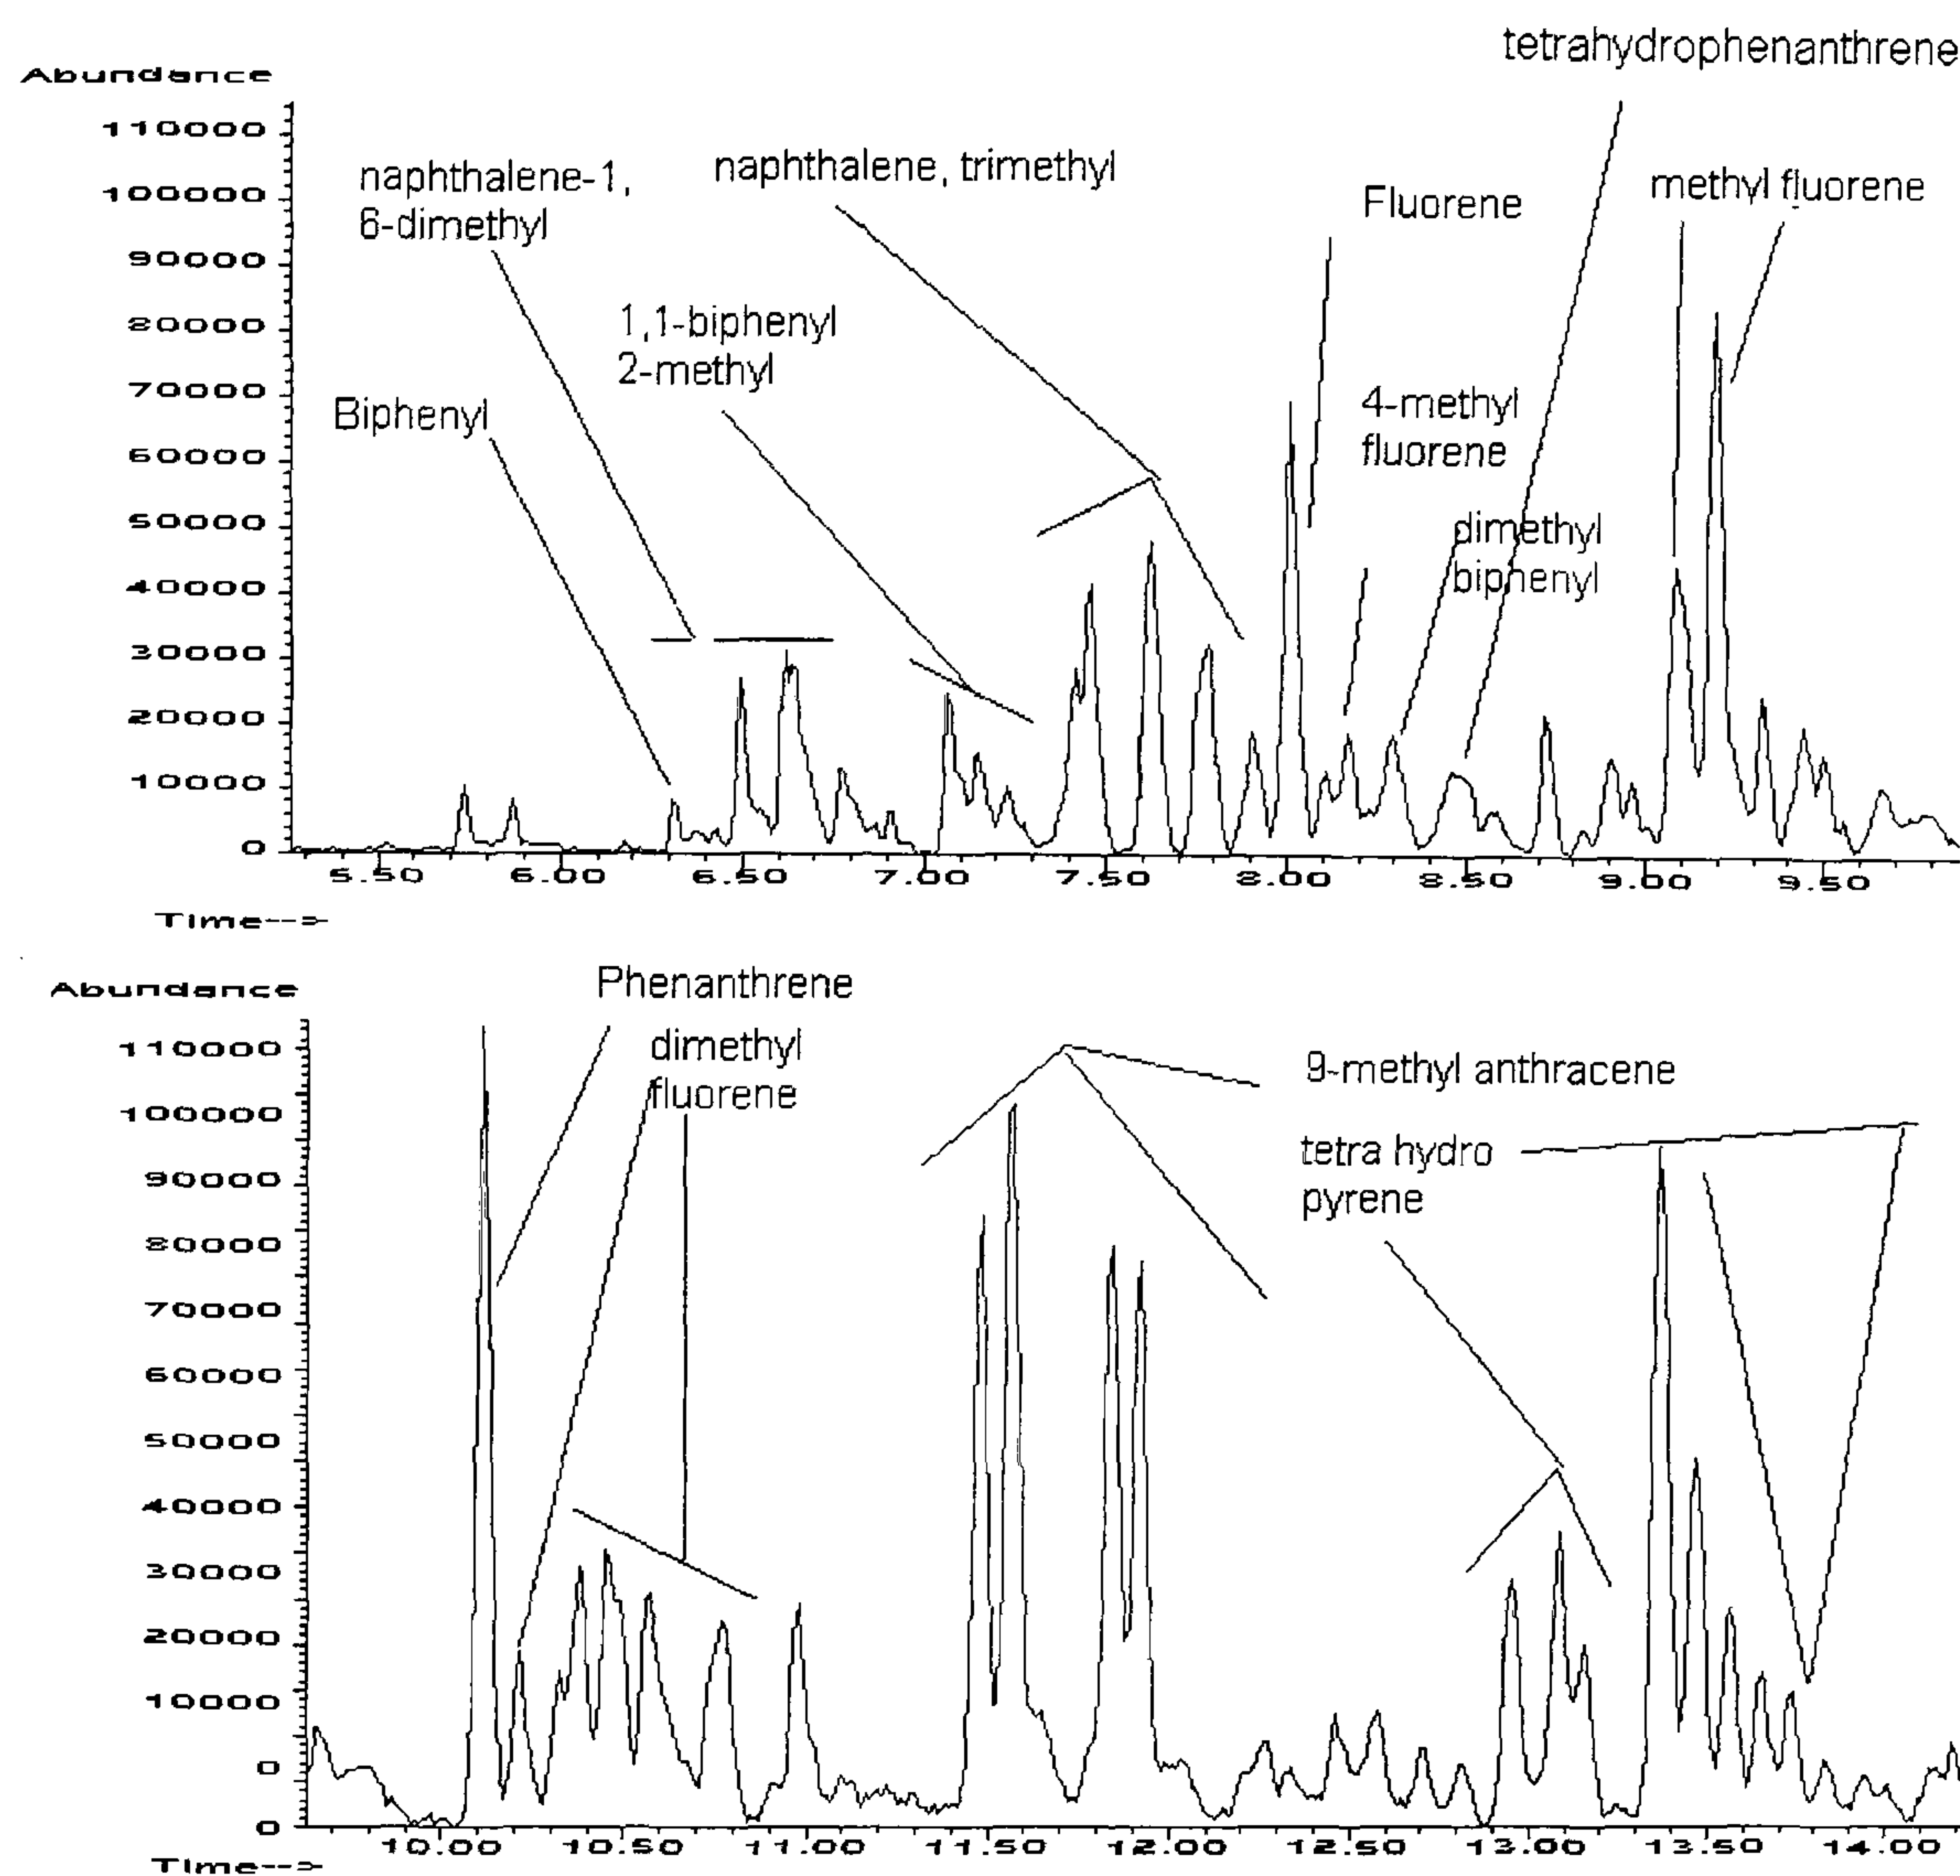 tetrahydrophenanthrene
Abundance
110000
100000
90000
80000
70000
60000
50000
40000
30000
20000
10000
0
naphthalene-1,
6-dimethyl
naphthalene, trimethyl
Fluorene
methyl fluorene
1,1-biphenyl
2-methyl
Biphenyl
4-methyl
fluorene
dimethyl
biphenyl
5.50 6.00 6.50 7.00 7.50 8.00 8.50 9.00 9.50
Time-->
Abundance
110000
100000
90000
80000
70000
60000
50000
40000
30000
20000
10000
0
0
Phenanthrene
dimethyl
fluorene
9-methyl anthracene
tetra hydro
pyrene
10.00 10.50 11.00 11.50 12.00 12.50 13.00 13.50 14.00
Time-->